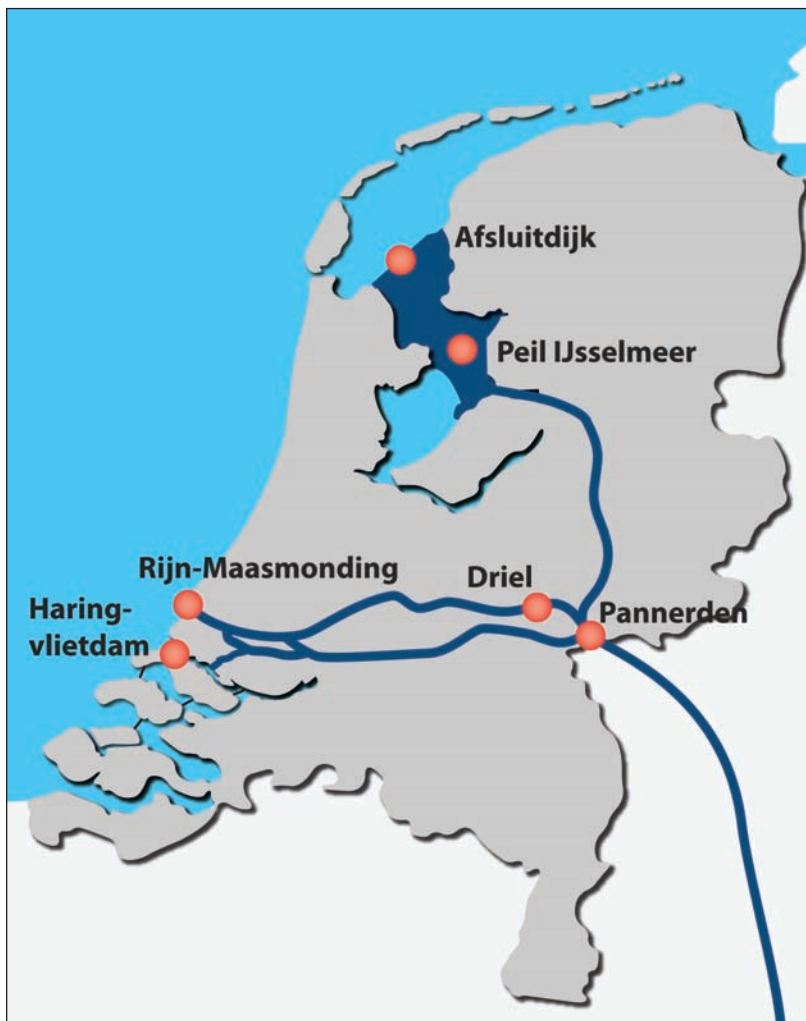 Afsluitdijk
Peil IJsselmeer
Rijn-Maasmonding
Driel
Haring-
vlietdam
Pannerden